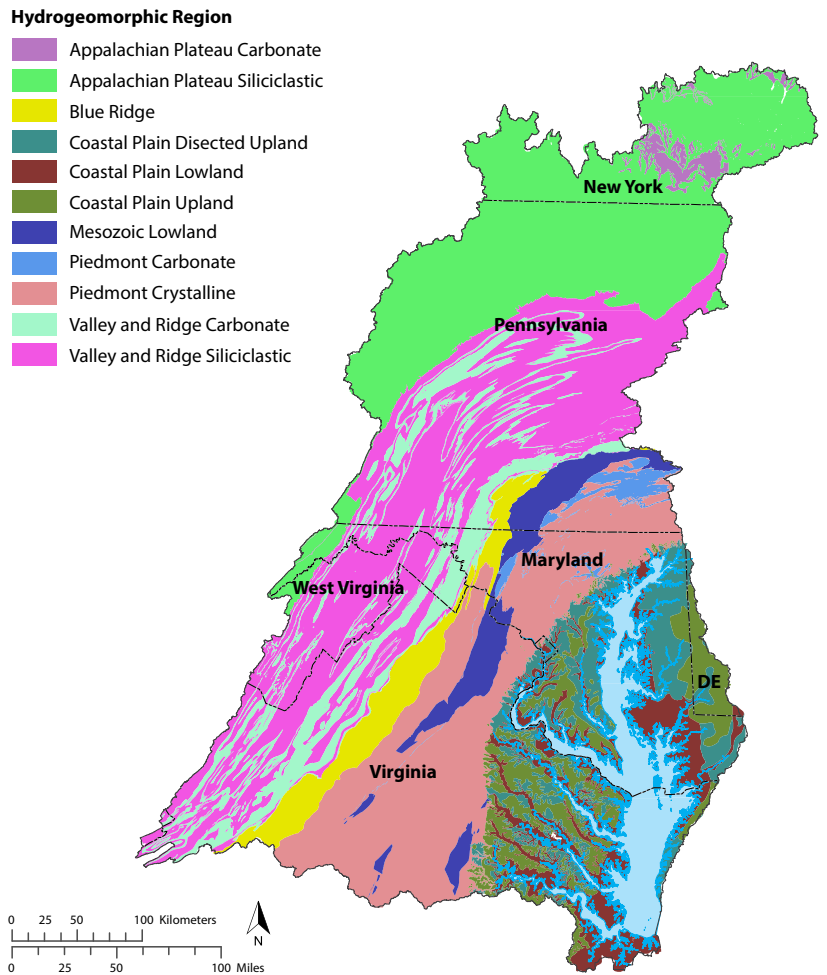 Hydrogeomorphic Region
Appalachian Plateau Carbonate
Appalachian Plateau Siliciclastic
Blue Ridge
Coastal Plain Disected Upland
Coastal Plain Lowland
Coastal Plain Upland
Mesozoic Lowland
Piedmont Carbonate
Piedmont Crystalline
Valley and Ridge Carbonate
Valley and Ridge Siliciclastic
New York
Pennsylvania
Maryland
West Virginia
DE
Virginia
0 25 50 100 Kilometers
0 25 50 100 Miles
N